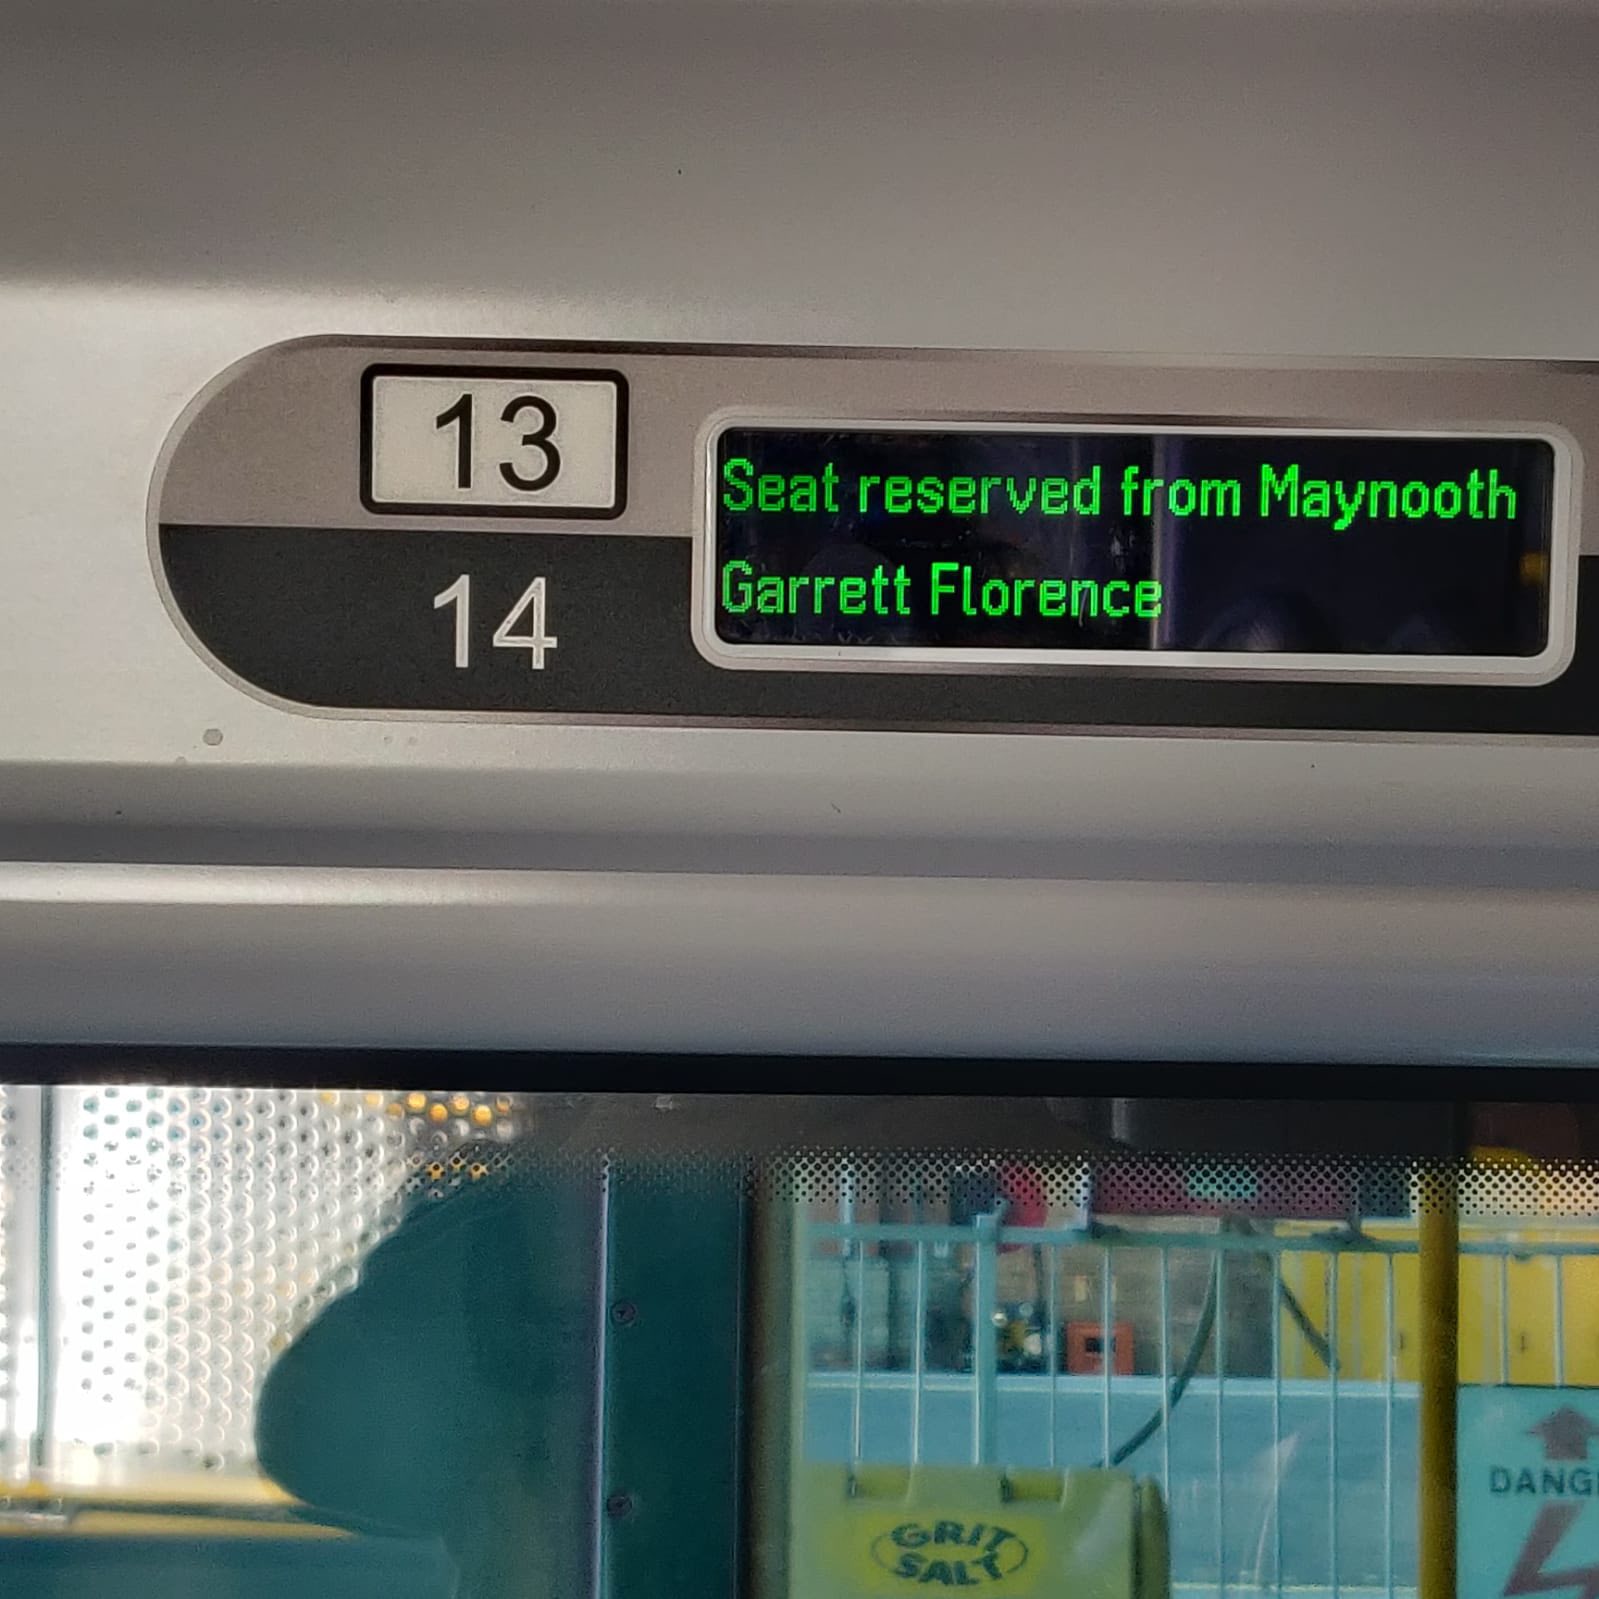 13
Seat reserved from Maynooth
14
Garrett Florence
GRIT
SALT